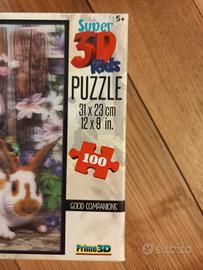 5+
Super
3D
Kids
PUZZLE
31 x 23 cm
12 x 9 in.
100
GOOD COMPANIONS
Prime3D
subito